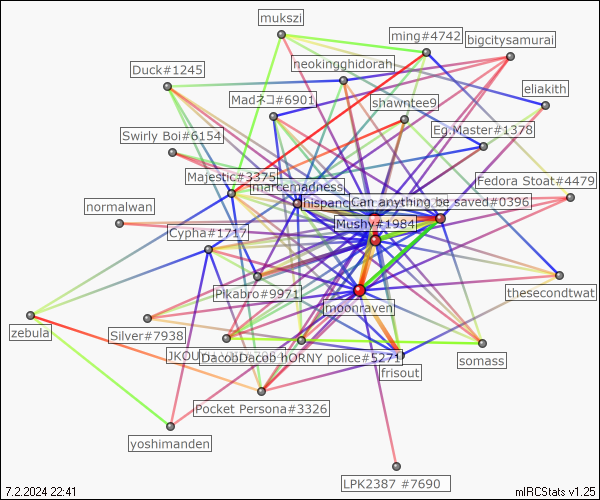 mukszi
ming#4742
bigcitysamurai
neokingghidorah
Duck#1245
eliakith
Madネコ#6901
shawntee9
Eg.Master#1378
Swirly Boi#6154
Majestic#3375
marcemadness
Fedora Stoat#4479
hispano
Can anything be saved#0396
normalwan
Mushy#1984
Cypha#1717
Pikabro#9971
thesecondtwat
moonraven
zebula
Silver#7938
JKOU
DacobDacob hORNY police#5271
somass
frisout
Pocket Persona#3326
yoshimanden
LPK2387 #7690
7.2.2024 22:41
mIRCStats v1.25